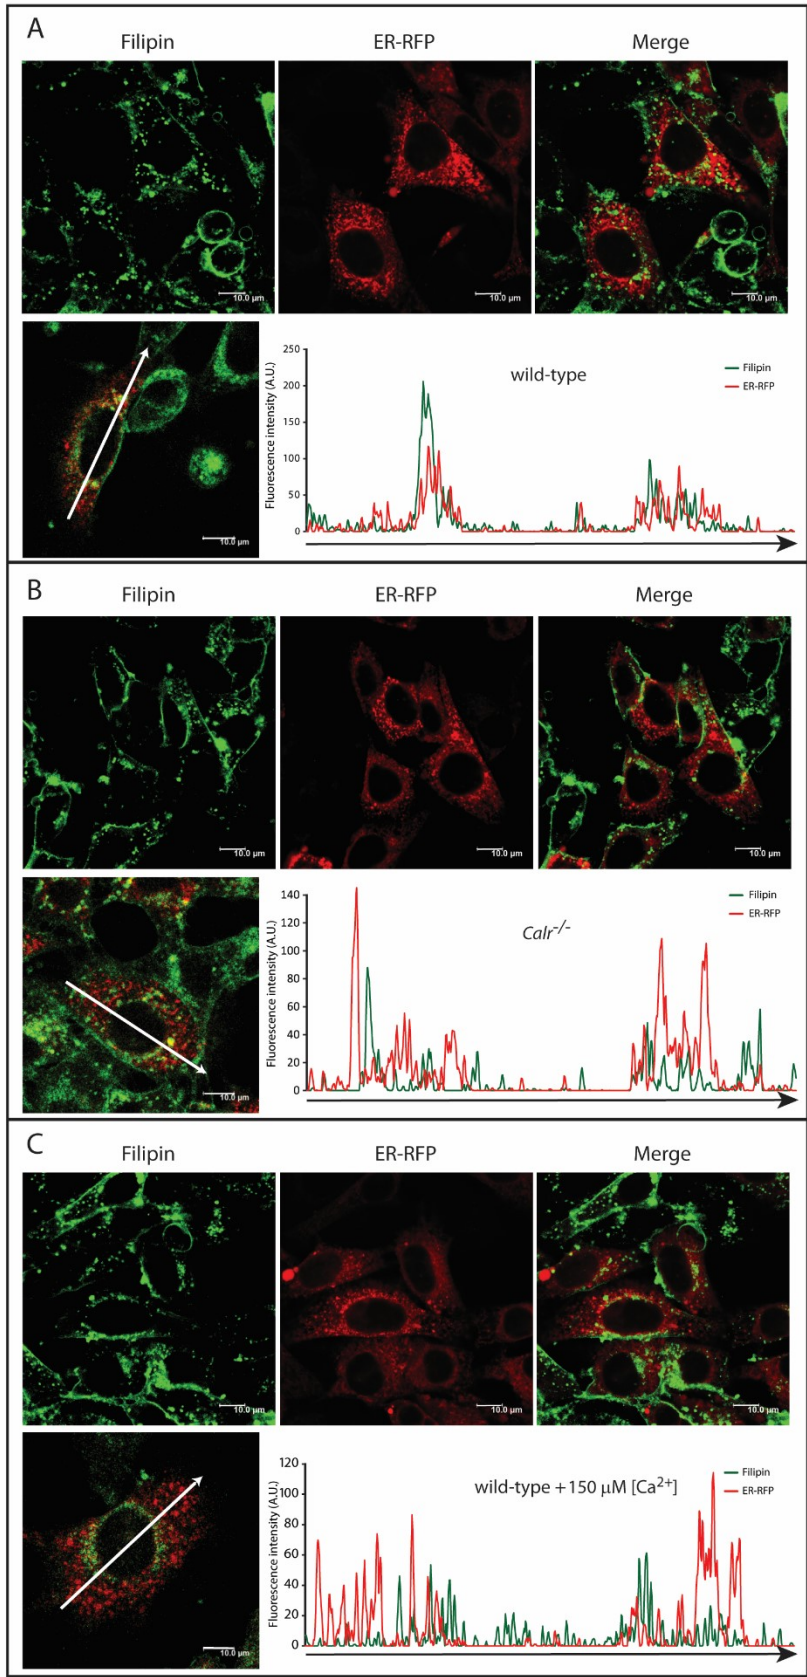 A
Filipin ER-RFP Merge
10.0 µm 10.0 µm 10.0 µm
10.0 µm
Fluorescence intensity (A.U.)
250
200
150
100
50
0
wild-type
Filipin
ER-RFP
B
Filipin ER-RFP Merge
10.0 µm 10.0 µm 10.0 µm
10.0 µm
Fluorescence intensity (A.U.)
140
120
100
80
60
40
20
0
Calr-/-
Filipin
ER-RFP
C
Filipin ER-RFP Merge
10.0 µm 10.0 µm 10.0 µm
10.0 µm
Fluorescence intensity (A.U.)
120
100
80
60
40
20
0
wild-type + 150 µM [Ca2+]
Filipin
ER-RFP